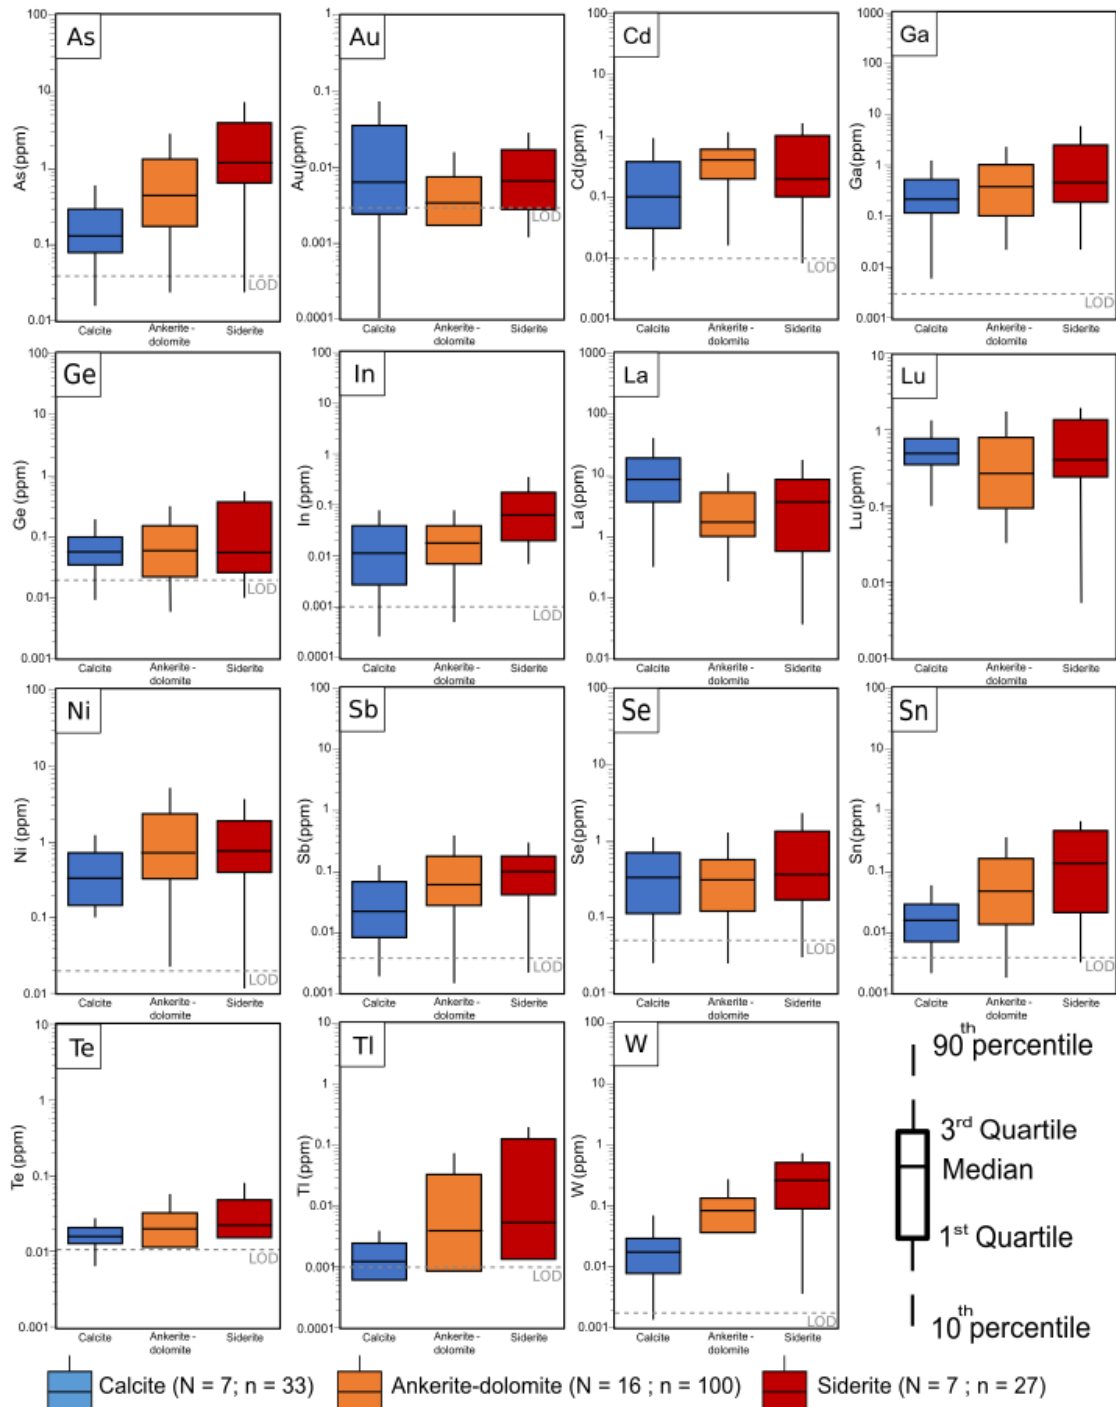 As
As (ppm)
100
10
1
0.1
0.01
LOD
Calcite
Ankerite -
dolomite
Siderite
Au
Au (ppm)
1
0.1
0.01
0.001
0.0001
LOD
Calcite
Ankerite -
dolomite
Siderite
Cd
Cd (ppm)
100
10
1
0.1
0.01
0.001
LOD
Calcite
Ankerite -
dolomite
Siderite
Ga
Ga (ppm)
1000
100
10
1
0.1
0.01
0.001
LOD
Calcite
Ankerite -
dolomite
Siderite
Ge
Ge (ppm)
100
10
1
0.1
0.01
0.001
LOD
Calcite
Ankerite -
dolomite
Siderite
In
In (ppm)
100
10
1
0.1
0.01
0.001
0.0001
LOD
Calcite
Ankerite -
dolomite
Siderite
La
La (ppm)
1000
100
10
1
0.1
0.01
Calcite
Ankerite -
dolomite
Siderite
Lu
Lu (ppm)
10
1
0.1
0.01
0.001
Calcite
Ankerite -
dolomite
Siderite
Ni
Ni (ppm)
100
10
1
0.1
0.01
LOD
Calcite
Ankerite -
dolomite
Siderite
Sb
Sb (ppm)
100
10
1
0.1
0.01
0.001
LOD
Calcite
Ankerite -
dolomite
Siderite
Se
Se (ppm)
100
10
1
0.1
0.01
LOD
Calcite
Ankerite -
dolomite
Siderite
Sn
Sn (ppm)
100
10
1
0.1
0.01
0.001
LOD
Calcite
Ankerite -
dolomite
Siderite
Te
Te (ppm)
10
1
0.1
0.01
0.001
LOD
Calcite
Ankerite -
dolomite
Siderite
Tl
Tl (ppm)
10
1
0.1
0.01
0.001
0.0001
LOD
Calcite
Ankerite -
dolomite
Siderite
W
W (ppm)
100
10
1
0.1
0.01
0.001
LOD
Calcite
Ankerite -
dolomite
Siderite
90th percentile
3rd Quartile
Median
1st Quartile
10th percentile
Calcite (N = 7; n = 33)
Ankerite-dolomite (N = 16 ; n = 100)
Siderite (N = 7 ; n = 27)